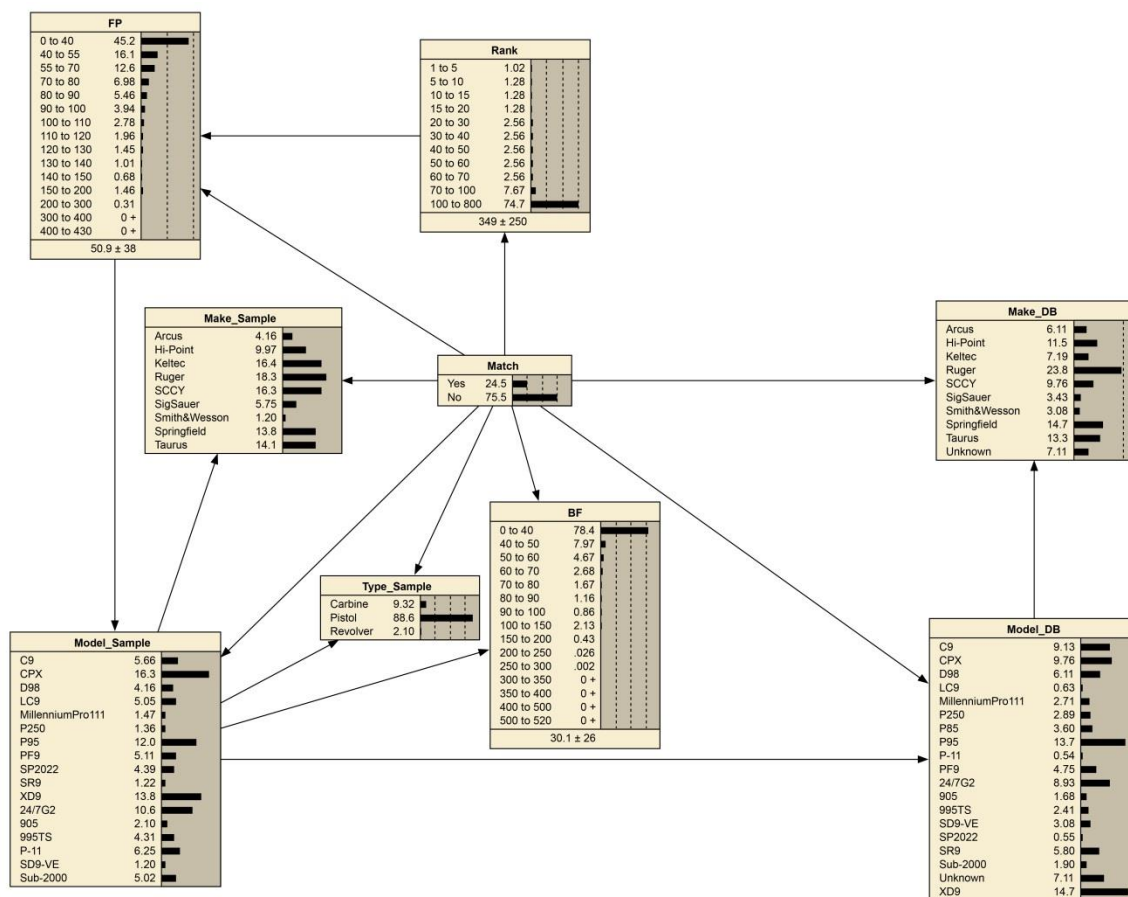 FP
0 to 40 45.2
40 to 55 16.1
55 to 70 12.6
70 to 80 6.98
80 to 90 5.46
90 to 100 3.94
100 to 110 2.78
110 to 120 1.96
120 to 130 1.45
130 to 140 1.01
140 to 150 0.68
150 to 200 1.46
200 to 300 0.31
300 to 400 0 +
400 to 430 0 +
50.9 ± 38
Rank
1 to 5 1.02
5 to 10 1.28
10 to 15 1.28
15 to 20 1.28
20 to 30 2.56
30 to 40 2.56
40 to 50 2.56
50 to 60 2.56
60 to 70 2.56
70 to 100 7.67
100 to 800 74.7
349 ± 250
Make_Sample
Arcus 4.16
Hi-Point 9.97
Keltec 16.4
Ruger 18.3
SCCY 16.3
SigSauer 5.75
Smith&Wesson 1.20
Springfield 13.8
Taurus 14.1
Match
Yes 24.5
No 75.5
Make_DB
Arcus 6.11
Hi-Point 11.5
Keltec 7.19
Ruger 23.8
SCCY 9.76
SigSauer 3.43
Smith&Wesson 3.08
Springfield 14.7
Taurus 13.3
Unknown 7.11
Type_Sample
Carbine 9.32
Pistol 88.6
Revolver 2.10
BF
0 to 40 78.4
40 to 50 7.97
50 to 60 4.67
60 to 70 2.68
70 to 80 1.67
80 to 90 1.16
90 to 100 0.86
100 to 150 2.13
150 to 200 0.43
200 to 250 .026
250 to 300 .002
300 to 350 0 +
350 to 400 0 +
400 to 500 0 +
500 to 520 0 +
30.1 ± 26
Model_Sample
C9 5.66
CPX 16.3
D98 4.16
LC9 5.05
MillenniumPro111 1.47
P250 1.36
P95 12.0
PF9 5.11
SP2022 4.39
SR9 1.22
XD9 13.8
24/7G2 10.6
905 2.10
995TS 4.31
P-11 6.25
SD9-VE 1.20
Sub-2000 5.02
Model_DB
C9 9.13
CPX 9.76
D98 6.11
LC9 0.63
MillenniumPro111 2.71
P250 2.89
P85 3.60
P95 13.7
P-11 0.54
PF9 4.75
24/7G2 8.93
905 1.68
995TS 2.41
SD9-VE 3.08
SP2022 0.55
SR9 5.80
Sub-2000 1.90
Unknown 7.11
XD9 14.7